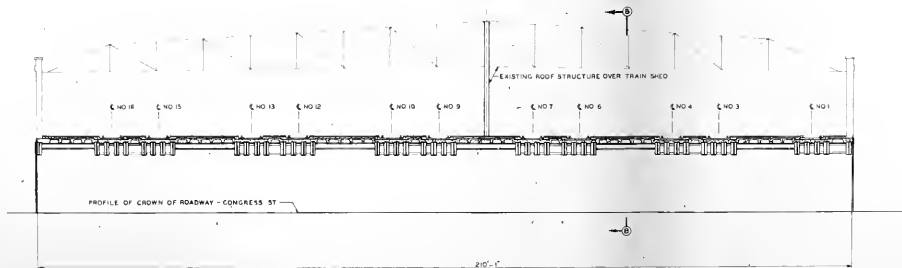 B
EXISTING ROOF STRUCTURE OVER TRAIN SHED
℄ NO 16 ℄ NO 15 ℄ NO 13 ℄ NO 12 ℄ NO 10 ℄ NO 9 ℄ NO 7 ℄ NO 6 ℄ NO 4 ℄ NO 3 ℄ NO 1
PROFILE OF CROWN OF ROADWAY - CONGRESS ST
B
210'-1"